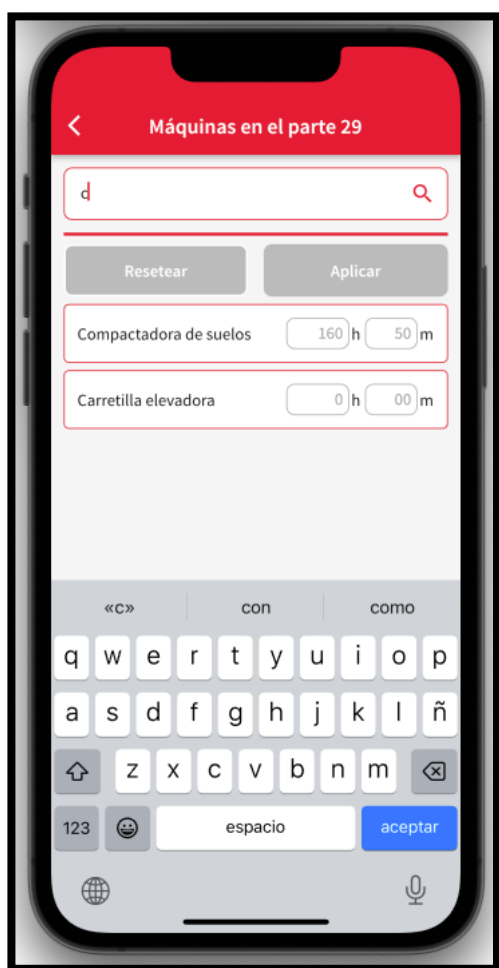 Máquinas en el parte 29
c
Resetear Aplicar
Compactadora de suelos 160 h 50 m
Carretilla elevadora 0 h 00 m
«c» con como
q w e r t y u i o p
a s d f g h j k l ñ
z x c v b n m
123 espacio aceptar